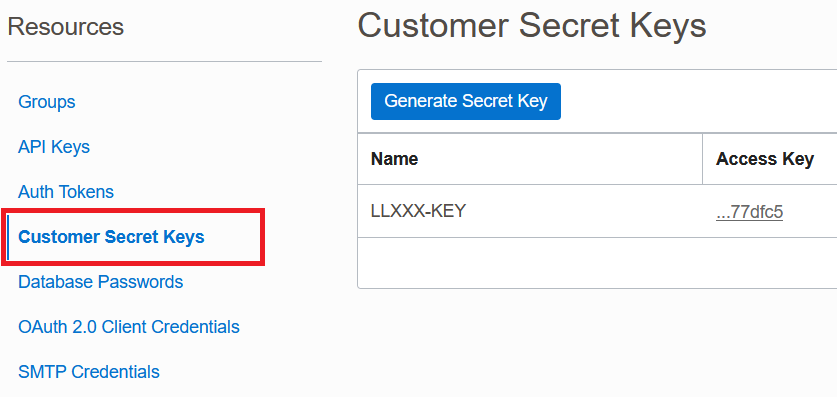 Resources
Groups
API Keys
Auth Tokens
Customer Secret Keys
Database Passwords
OAuth 2.0 Client Credentials
SMTP Credentials
Customer Secret Keys
Generate Secret Key
Name Access Key
LLXXX-KEY ...77dfc5